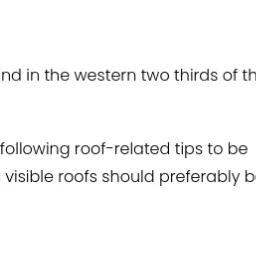 nd in the western two thirds of th
following roof-related tips to be
visible roofs should preferably b